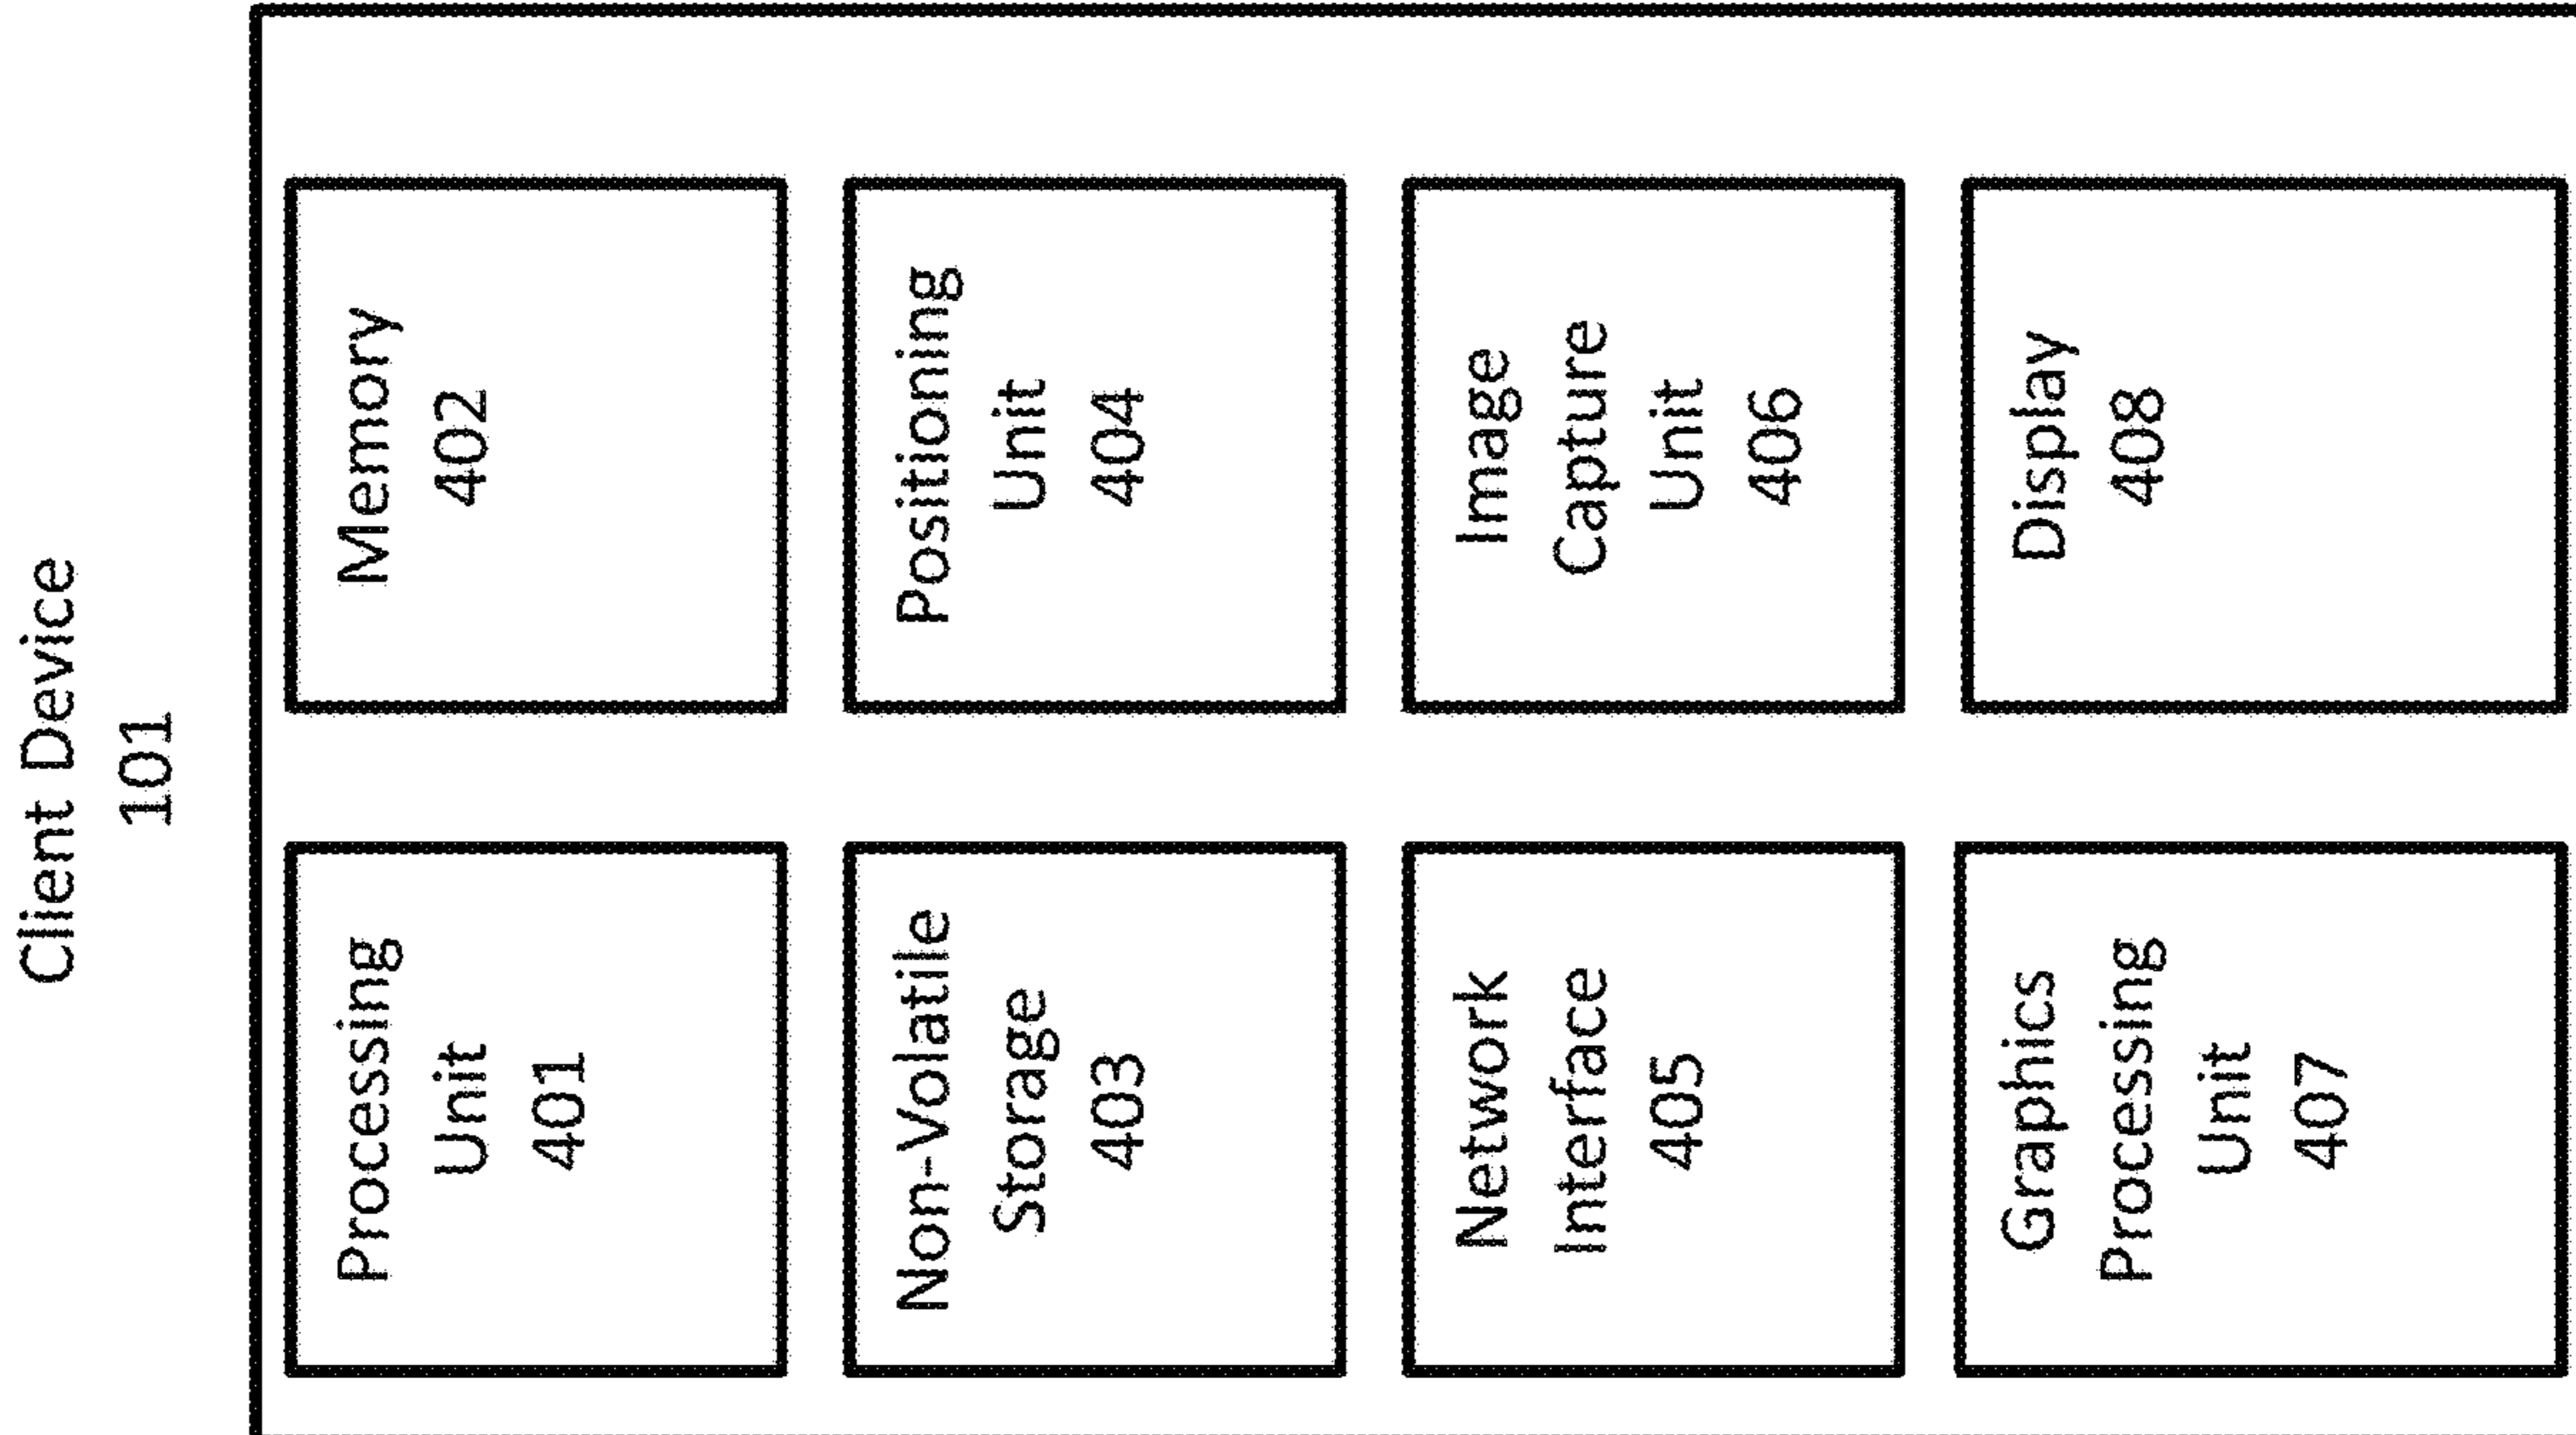 Client Device
101
Processing
Unit
401
Memory
402
Non-Volatile
Storage
403
Positioning
Unit
404
Network
Interface
405
Image
Capture
Unit
406
Graphics
Processing
Unit
407
Display
408